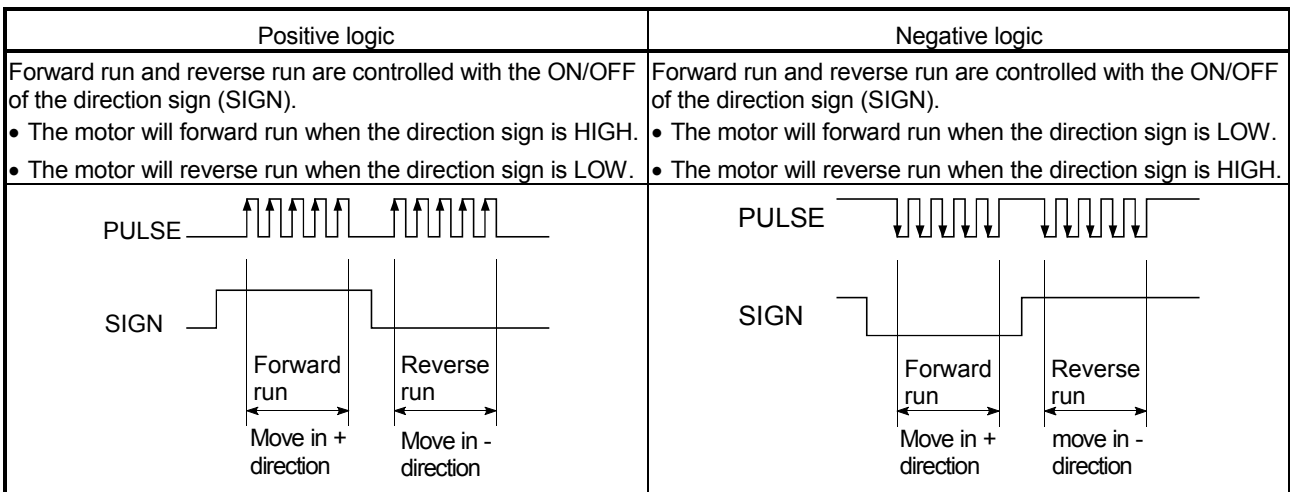 Positive logic
Negative logic
Forward run and reverse run are controlled with the ON/OFF
of the direction sign (SIGN).
• The motor will forward run when the direction sign is HIGH.
• The motor will reverse run when the direction sign is LOW.
Forward run and reverse run are controlled with the ON/OFF
of the direction sign (SIGN).
• The motor will forward run when the direction sign is LOW.
• The motor will reverse run when the direction sign is HIGH.
PULSE
SIGN
Forward
run
Reverse
run
Move in +
direction
Move in -
direction
PULSE
SIGN
Forward
run
Reverse
run
Move in +
direction
move in -
direction